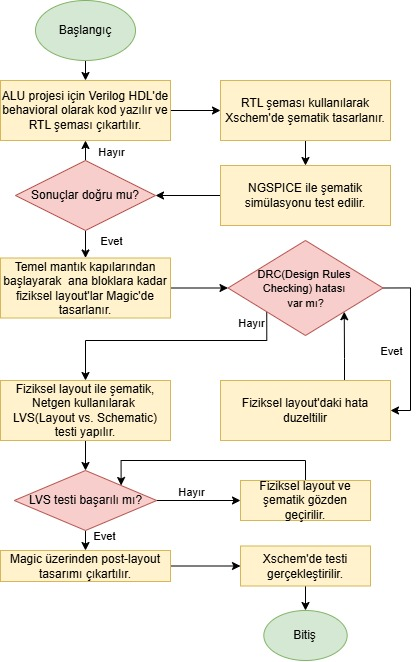 Başlangıç
ALU projesi için Verilog HDL'de
behavioral olarak kod yazılır ve
RTL şeması çıkartılır.
RTL şeması kullanılarak
Xschem'de şematik tasarlanır.
Hayır
Sonuçlar doğru mu?
NGSPICE ile şematik
simülasyonu test edilir.
Evet
Temel mantık kapılarından
başlayarak ana bloklara kadar
fiziksel layout'lar Magic'de
tasarlanır.
DRC(Design Rules
Checking) hatası
var mı?
Hayır
Evet
Fiziksel layout ile şematik,
Netgen kullanılarak
LVS(Layout vs. Schematic)
testi yapılır.
Fiziksel layout'daki hata
duzeltilir
LVS testi başarılı mı?
Hayır
Fiziksel layout ve
şematik gözden
geçirilir.
Evet
Magic üzerinden post-layout
tasarımı çıkartılır.
Xschem'de testi
gerçekleştirilir.
Bitiş